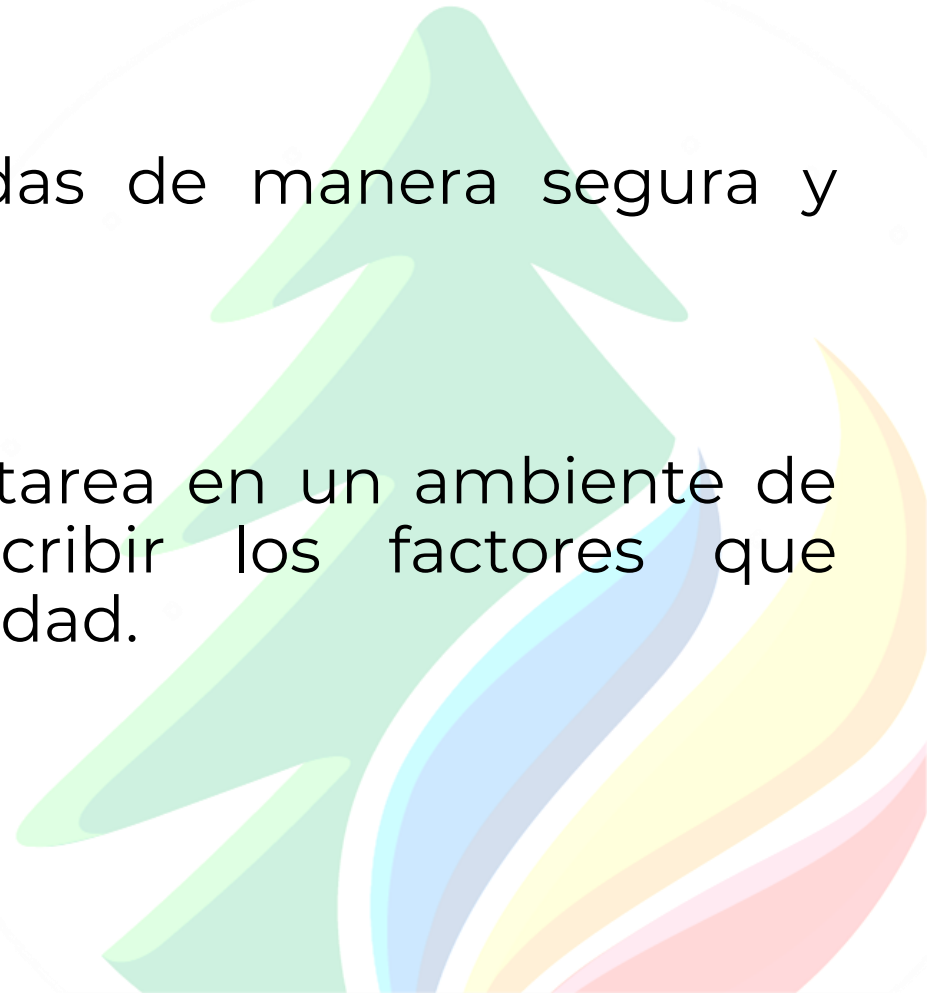 das de manera segura y
tarea en un ambiente de
cribir los factores que
dad.